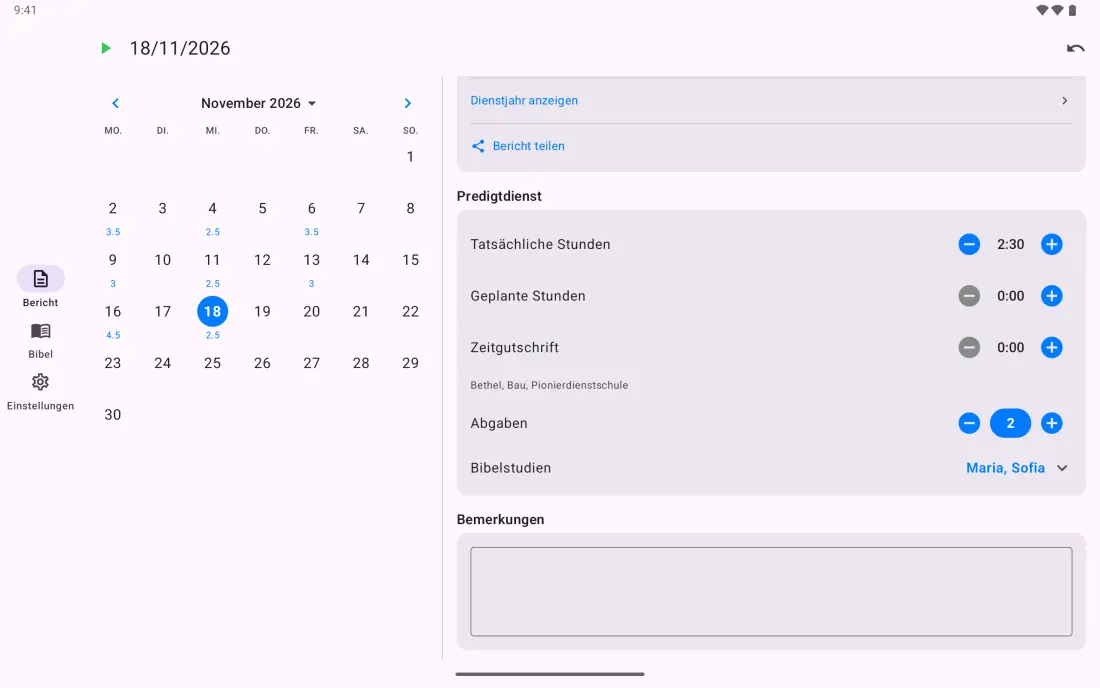 9:41
18/11/2026
November 2026
MO. DI. MI. DO. FR. SA. SO.
1
2 3 4 5 6 7 8
3.5 2.5 3.5
9 10 11 12 13 14 15
3 2.5 3
16 17 18 19 20 21 22
4.5 2.5
23 24 25 26 27 28 29
30
Bericht
Bibel
Einstellungen
Dienstjahr anzeigen
Bericht teilen
Predigtdienst
Tatsächliche Stunden 2:30
Geplante Stunden 0:00
Zeitgutschrift 0:00
Bethel, Bau, Pionierdienstschule
Abgaben 2
Bibelstudien Maria, Sofia
Bemerkungen